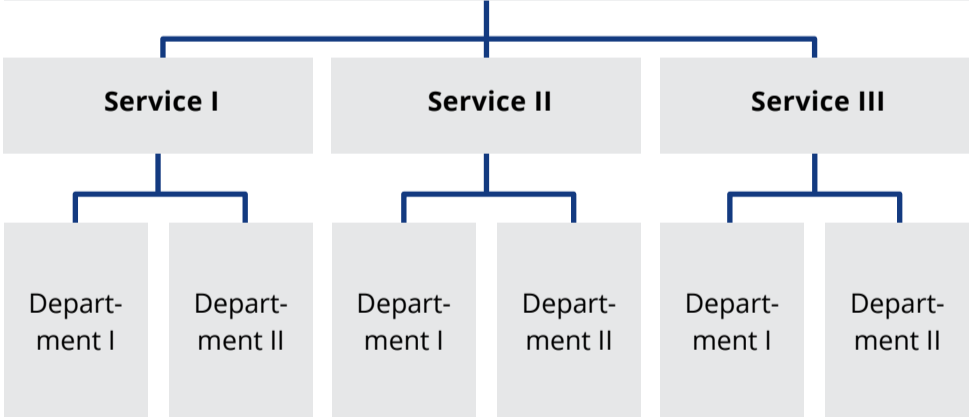 Service I
Service II
Service III
Depart-
ment I
Depart-
ment II
Depart-
ment I
Depart-
ment II
Depart-
ment I
Depart-
ment II